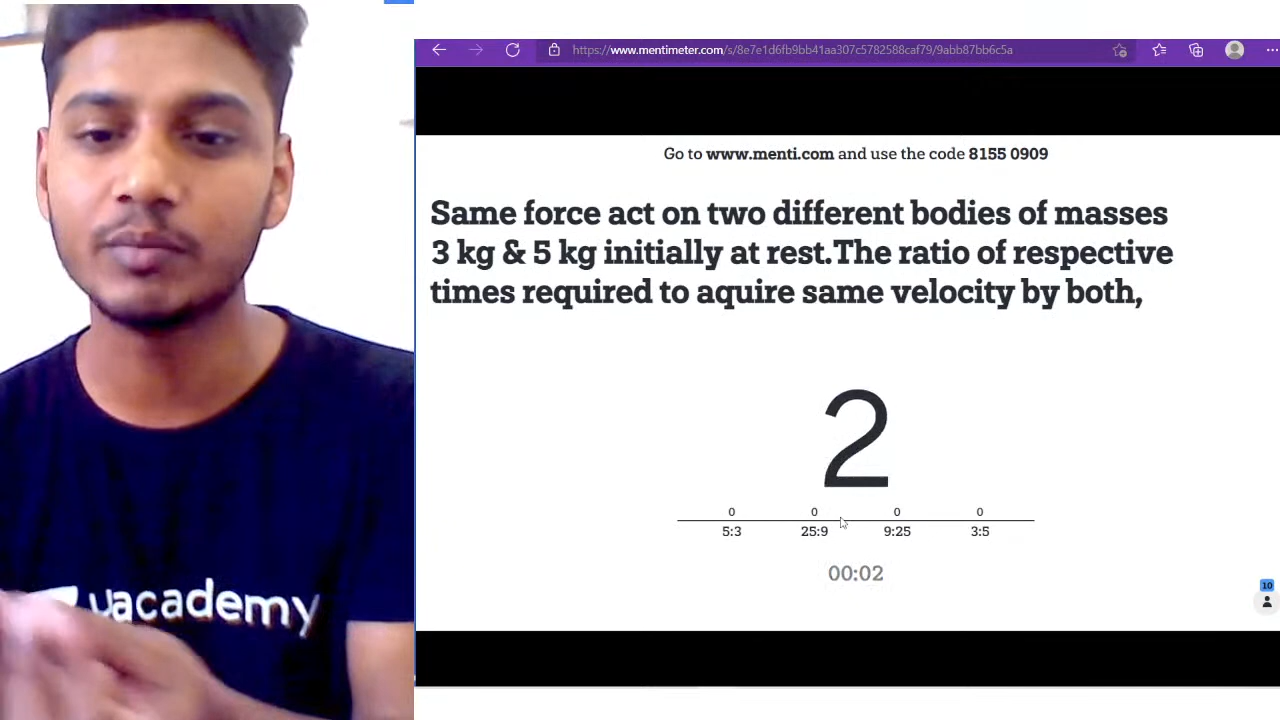 https://www.mentimeter.com/s/8e7e1d6fb9bb41aa307c5782588caf79/9abb87bb6c5a
Go to www.menti.com and use the code 8155 0909
Same force act on two different bodies of masses
3 kg & 5 kg initially at rest.The ratio of respective
times required to aquire same velocity by both,
2
0 0 0 0
5:3 25:9 9:25 3:5
00:02
10
uacademy